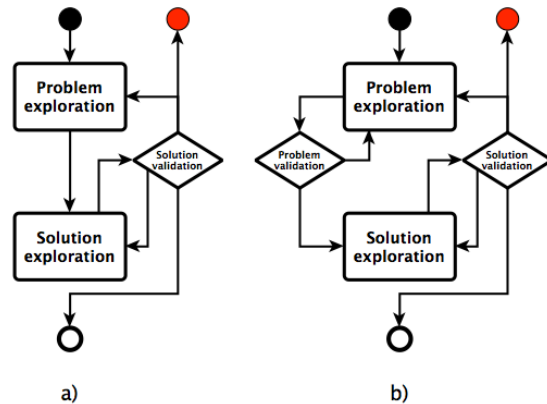 Problem
exploration
Solution
validation
Solution
exploration
a)
Problem
exploration
Problem
validation
Solution
validation
Solution
exploration
b)